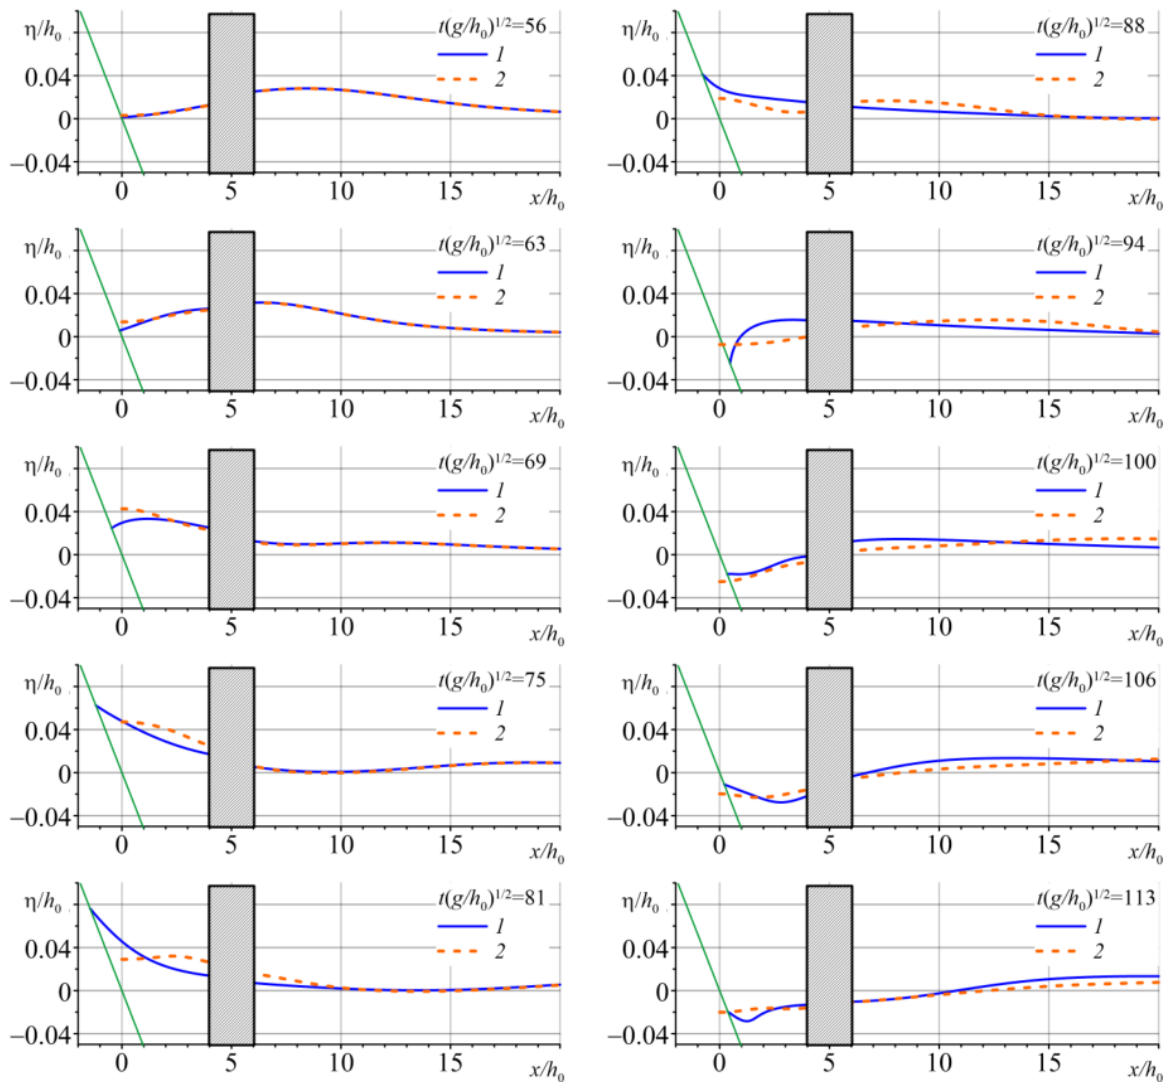 η/h₀
t(g/h₀)¹/²=56
1
2
0.04
0
−0.04
0 5 10 15
x/h₀
η/h₀
t(g/h₀)¹/²=63
1
2
0.04
0
−0.04
0 5 10 15
x/h₀
η/h₀
t(g/h₀)¹/²=69
1
2
0.04
0
−0.04
0 5 10 15
x/h₀
η/h₀
t(g/h₀)¹/²=75
1
2
0.04
0
−0.04
0 5 10 15
x/h₀
η/h₀
t(g/h₀)¹/²=81
1
2
0.04
0
−0.04
0 5 10 15
x/h₀
η/h₀
t(g/h₀)¹/²=88
1
2
0.04
0
−0.04
0 5 10 15
x/h₀
η/h₀
t(g/h₀)¹/²=94
1
2
0.04
0
−0.04
0 5 10 15
x/h₀
η/h₀
t(g/h₀)¹/²=100
1
2
0.04
0
−0.04
0 5 10 15
x/h₀
η/h₀
t(g/h₀)¹/²=106
1
2
0.04
0
−0.04
0 5 10 15
x/h₀
η/h₀
t(g/h₀)¹/²=113
1
2
0.04
0
−0.04
0 5 10 15
x/h₀